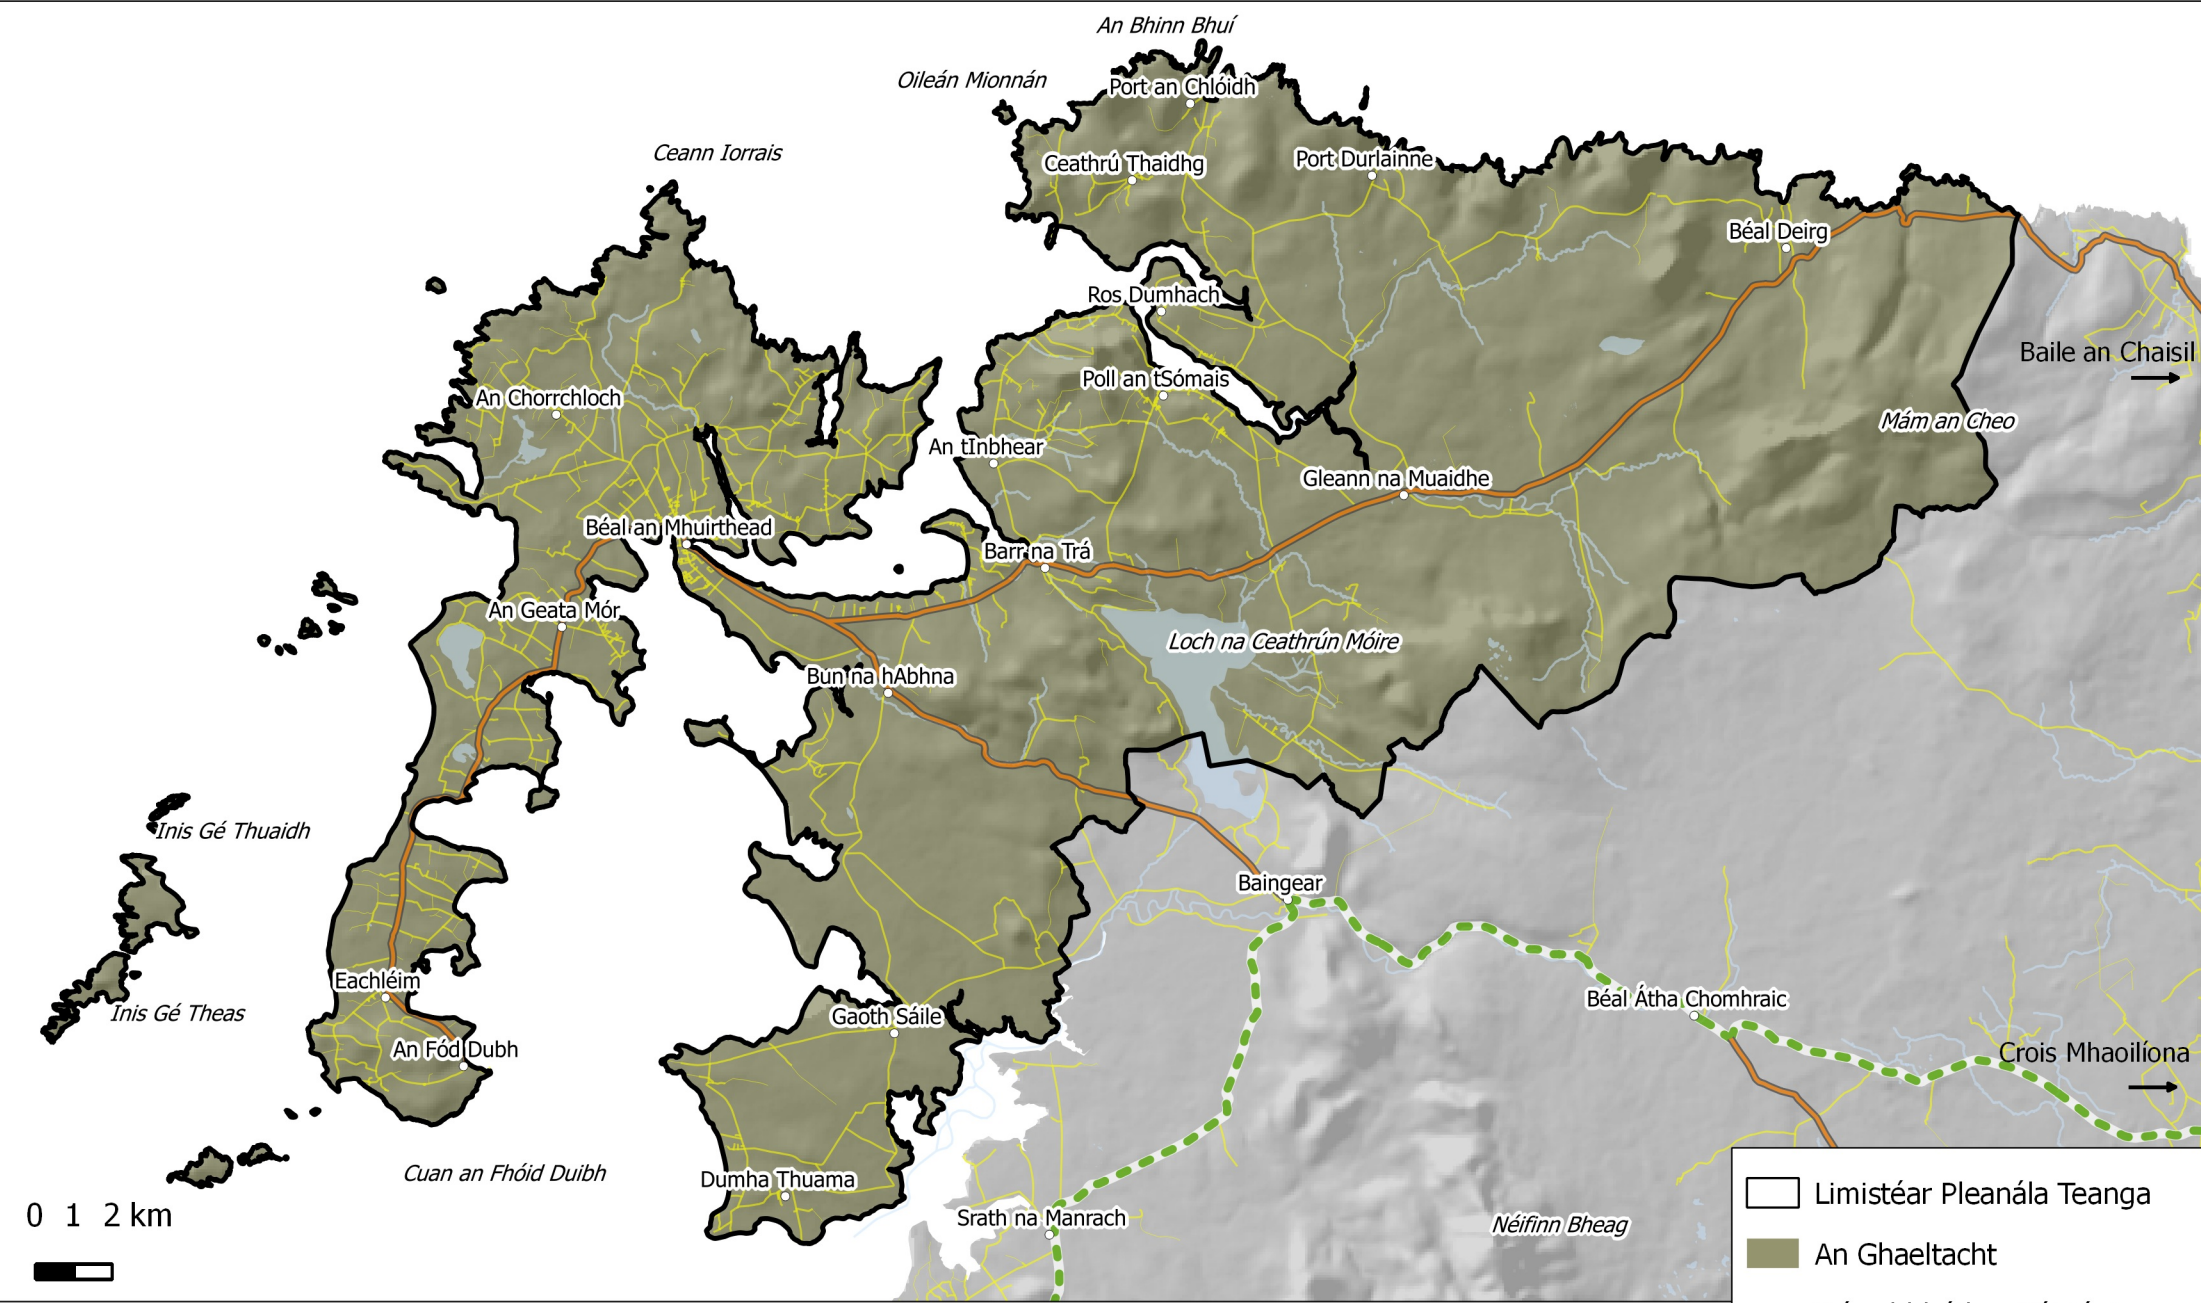 An Bhinn Bhuí
Oileán Mionnán
Port an Chlóidh
Ceann Iorrais
Ceathrú Thaidhg
Port Durlainne
Béal Deirg
Ros Dumhach
Baile an Chaisil
Poll an tSómais
An Chorrchloch
Mám an Cheo
An tInbhear
Gleann na Muaidhe
Béal an Mhuirthead
Barr na Trá
An Geata Mór
Loch na Ceathrún Móire
Bun na hAbhna
Inis Gé Thuaidh
Baingear
Eachléim
Béal Átha Chomhraic
Inis Gé Theas
Gaoth Sáile
An Fód Dubh
Crois Mhaoilíona
Cuan an Fhóid Duibh
Dumha Thuama
Limistéar Pleanála Teanga
0 1 2 km
Srath na Manrach
Néifinn Bheag
An Ghaeltacht